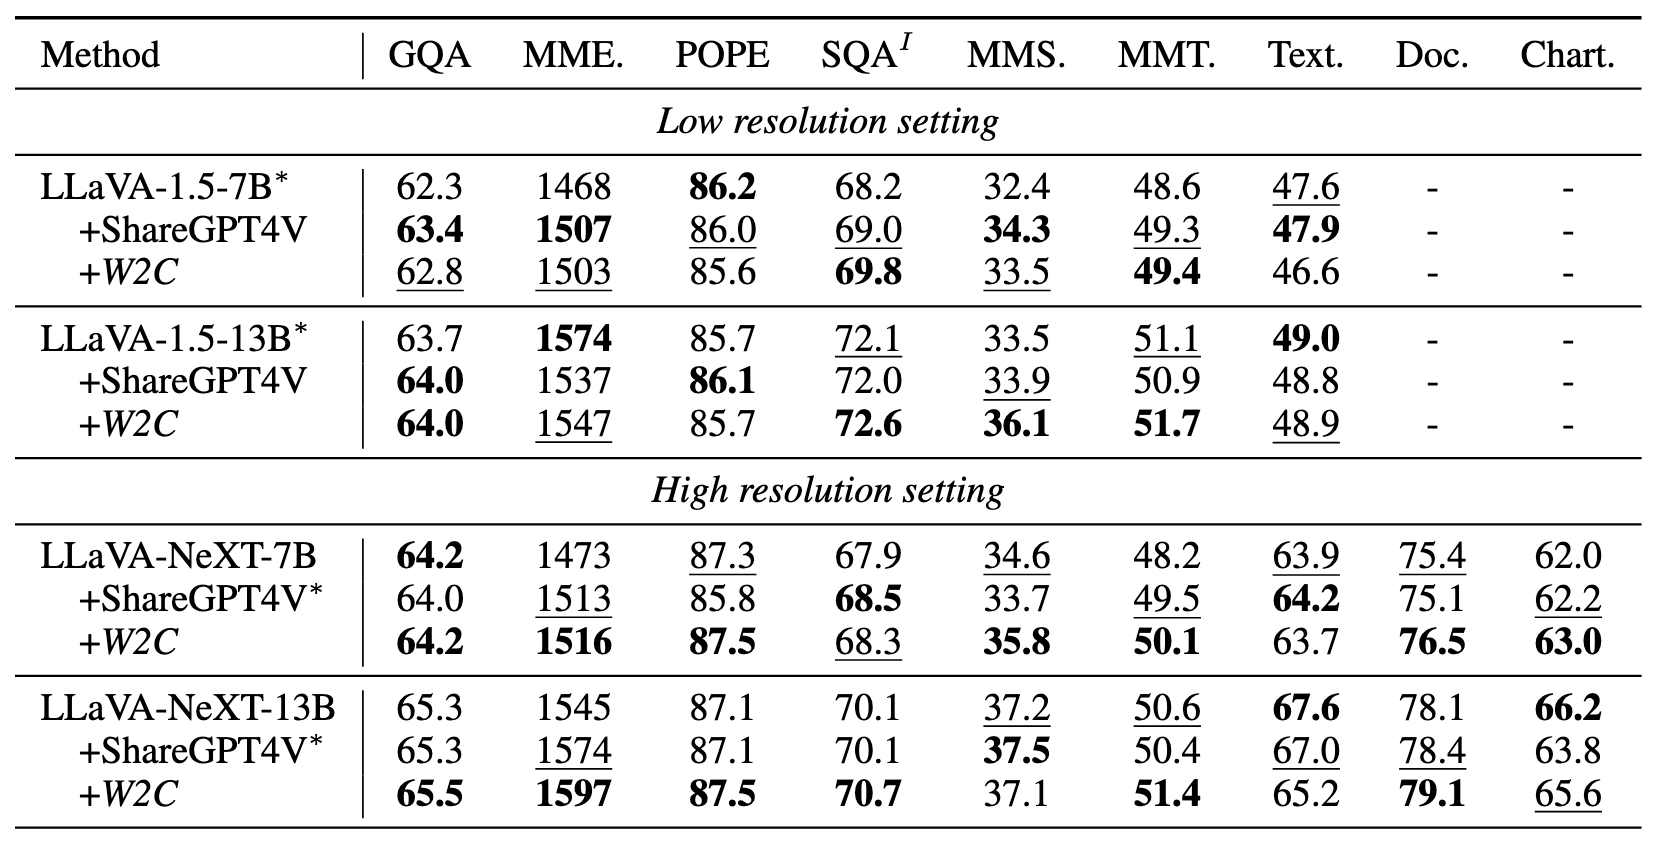 Method GQA MME. POPE SQA^I MMS. MMT. Text. Doc. Chart.
Low resolution setting
LLaVA-1.5-7B* 62.3 1468 86.2 68.2 32.4 48.6 47.6 - -
+ShareGPT4V 63.4 1507 86.0 69.0 34.3 49.3 47.9 - -
+W2C 62.8 1503 85.6 69.8 33.5 49.4 46.6 - -
LLaVA-1.5-13B* 63.7 1574 85.7 72.1 33.5 51.1 49.0 - -
+ShareGPT4V 64.0 1537 86.1 72.0 33.9 50.9 48.8 - -
+W2C 64.0 1547 85.7 72.6 36.1 51.7 48.9 - -
High resolution setting
LLaVA-NeXT-7B 64.2 1473 87.3 67.9 34.6 48.2 63.9 75.4 62.0
+ShareGPT4V* 64.0 1513 85.8 68.5 33.7 49.5 64.2 75.1 62.2
+W2C 64.2 1516 87.5 68.3 35.8 50.1 63.7 76.5 63.0
LLaVA-NeXT-13B 65.3 1545 87.1 70.1 37.2 50.6 67.6 78.1 66.2
+ShareGPT4V* 65.3 1574 87.1 70.1 37.5 50.4 67.0 78.4 63.8
+W2C 65.5 1597 87.5 70.7 37.1 51.4 65.2 79.1 65.6